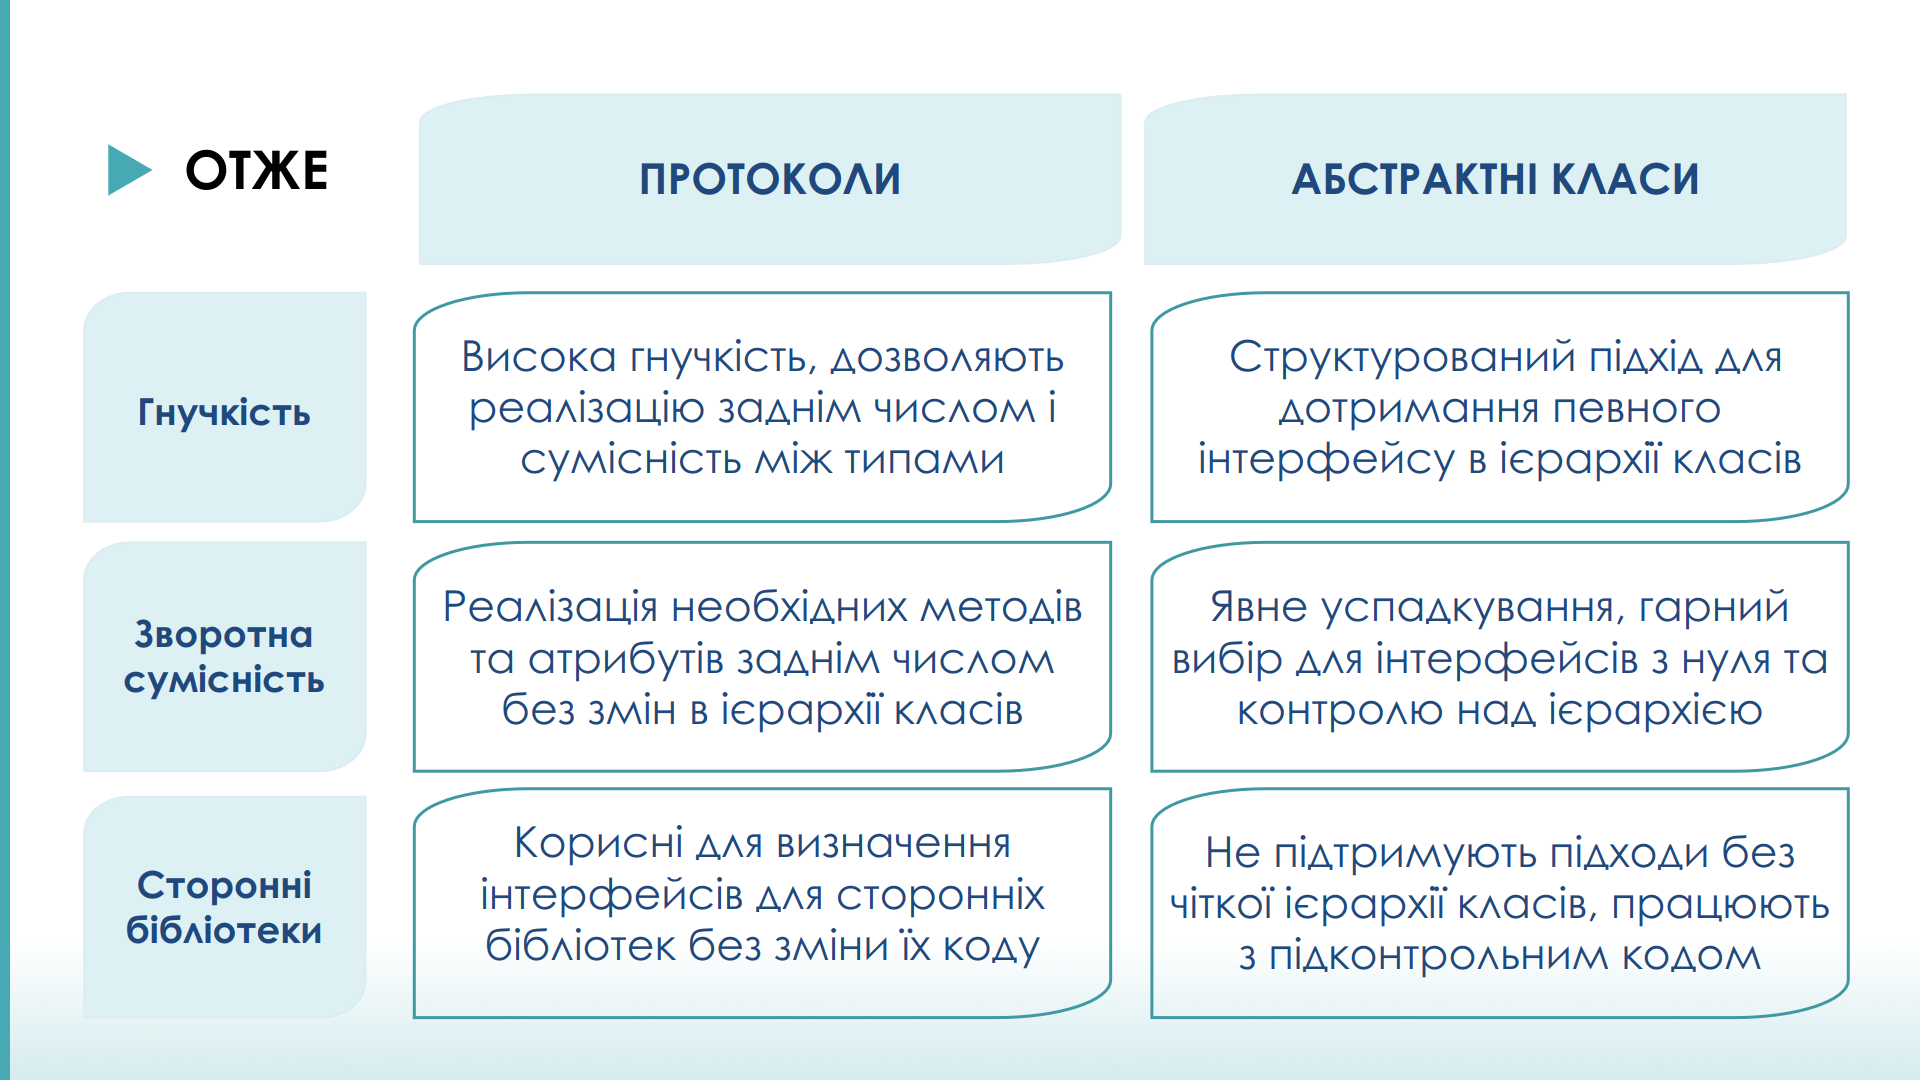 ОТЖЕ
ПРОТОКОЛИ
АБСТРАКТНІ КЛАСИ
Гнучкість
Висока гнучкість, дозволяють
реалізацію заднім числом і
сумісність між типами
Структурований підхід для
дотримання певного
інтерфейсу в ієрархії класів
Зворотна
сумісність
Реалізація необхідних методів
та атрибутів заднім числом
без змін в ієрархії класів
Явне успадкування, гарний
вибір для інтерфейсів з нуля та
контролю над ієрархією
Сторонні
бібліотеки
Корисні для визначення
інтерфейсів для сторонніх
бібліотек без зміни їх коду
Не підтримують підходи без
чіткої ієрархії класів, працюють
з підконтрольним кодом